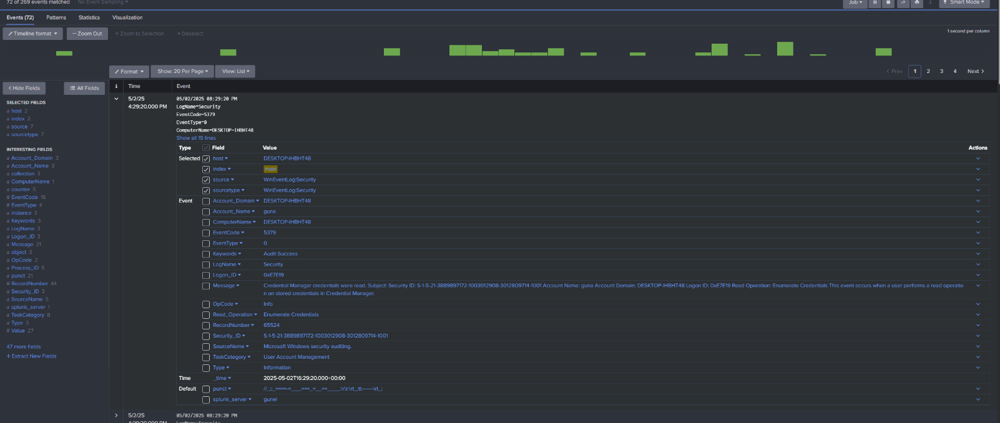 72 of 269 events matched No Event Sampling
Job Smart Mode
Events (72) Patterns Statistics Visualization
Timeline format — Zoom Out + Zoom to Selection × Deselect
1 second per column
Format Show: 20 Per Page View: List
< Prev 1 2 3 4 Next >
< Hide Fields All Fields
SELECTED FIELDS
a host 2
a index 2
a source 7
a sourcetype 7
INTERESTING FIELDS
a Account_Domain 3
a Account_Name 3
a collection 3
a ComputerName 1
a counter 5
# EventCode 16
# EventType 4
a instance 3
a Keywords 3
a LogName 3
a Logon_ID 3
a Message 21
a object 3
a OpCode 2
a Process_ID 5
a punct 21
# RecordNumber 44
a Security_ID 3
a SourceName 5
a splunk_server 1
a TaskCategory 8
a Type 3
# Value 27
47 more fields
+ Extract New Fields
i Time Event
5/2/25
4:29:20.000 PM
05/02/2025 08:29:20 PM
LogName=Security
EventCode=5379
EventType=0
ComputerName=DESKTOP-IHBHT48
Show all 19 lines
Type Field Value Actions
Selected host DESKTOP-IHBHT48
index main
source WinEventLog:Security
sourcetype WinEventLog:Security
Event Account_Domain DESKTOP-IHBHT48
Account_Name guna
ComputerName DESKTOP-IHBHT48
EventCode 5379
EventType 0
Keywords Audit Success
LogName Security
Logon_ID 0xE7E19
Message Credential Manager credentials were read. Subject: Security ID: S-1-5-21-3889897172-1003012908-3012809714-1001 Account Name: guna Account Domain: DESKTOP-IHBHT48 Logon ID: 0xE7E19 Read Operation: Enumerate Credentials This event occurs when a user performs a read operatio
n on stored credentials in Credential Manager.
OpCode Info
Read_Operation Enumerate Credentials
RecordNumber 65524
Security_ID S-1-5-21-3889897172-1003012908-3012809714-1001
SourceName Microsoft Windows security auditing.
TaskCategory User Account Management
Type Information
Time _time 2025-05-02T16:29:20.000+00:00
Default punct
splunk_server gunel
5/2/25
4:29:20.000 PM
05/02/2025 08:29:20 PM
LogName=Security